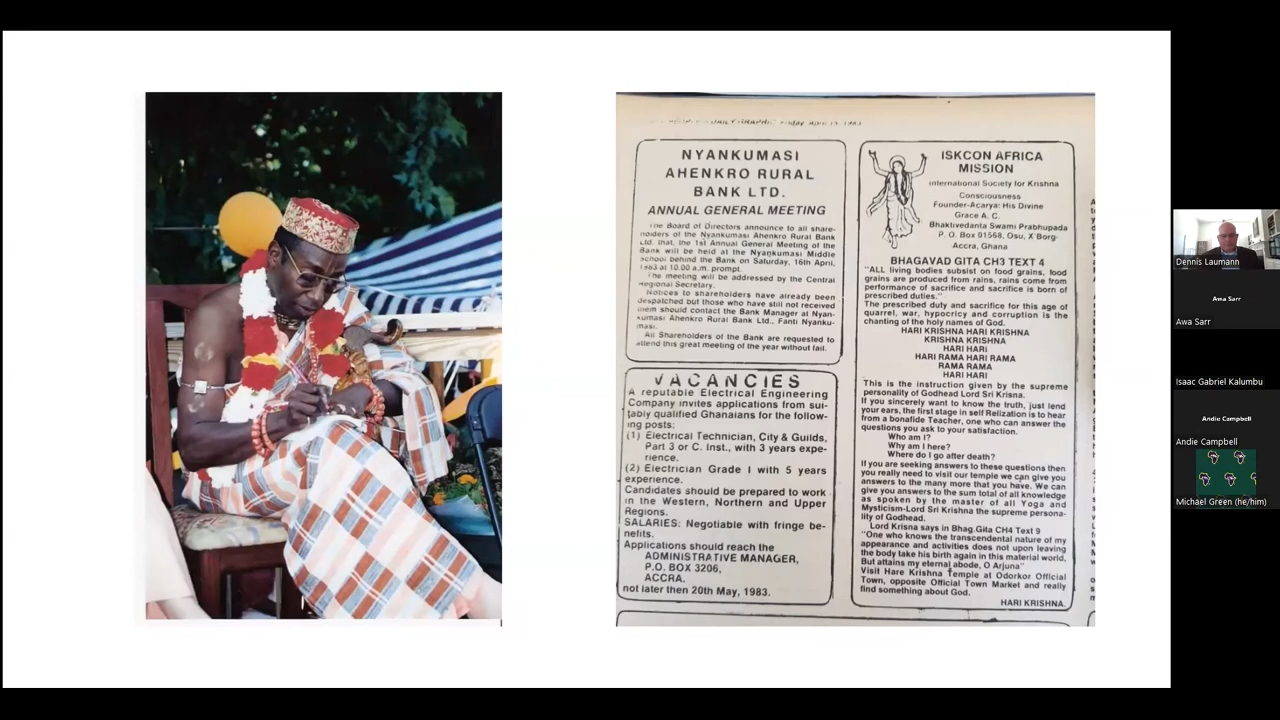 DAILY GRAPHIC
NYANKUMASI
AHENKRO RURAL
BANK LTD.
ANNUAL GENERAL MEETING
The Board of Directors announce to all share-
holders of the Nyankumasi Ahenkro Rural Bank
Ltd. that, the 1st Annual General Meeting of the
Bank will be held at the Nyankumasi Middle
School behind the Bank on Saturday, 16th April,
1983 at 10.00 a.m. prompt.
The meeting will be addressed by the Central
Regional Secretary.
Notices to shareholders have already been
despatched but those who have still not received
them should contact the Bank Manager at Nyan-
kumasi Ahenkro Rural Bank Ltd., Fanti Nyanku-
masi.
All Shareholders of the Bank are requested to
attend this great meeting of the year without fail.
VACANCIES
A reputable Electrical Engineering
Company invites applications from sui-
tably qualified Ghanaians for the follow-
ing posts:
(1) Electrical Technician, City & Guilds,
Part 3 or C. Inst., with 3 years expe-
rience.
(2) Electrician Grade I with 5 years
experience.
Candidates should be prepared to work
in the Western, Northern and Upper
Regions.
SALARIES: Negotiable with fringe be-
nefits.
Applications should reach the
ADMINISTRATIVE MANAGER,
P.O. BOX 3206,
ACCRA.
not later then 20th May, 1983.
ISKCON AFRICA
MISSION
International Society for Krishna
Consciousness
Founder-Acarya: His Divine
Grace A. C.
Bhaktivedanta Swami Prabhupada
P. O. Box 01568, Osu, X'Borg-
Accra, Ghana
BHAGAVAD GITA CH3 TEXT 4
"ALL living bodies subsist on food grains, food
grains are produced from rains, rains come from
performance of sacrifice and sacrifice is born of
prescribed duties."
The prescribed duty and sacrifice for this age of
quarrel, war, hypocricy and corruption is the
chanting of the holy names of God.
HARI KRISHNA HARI KRISHNA
KRISHNA KRISHNA
HARI HARI
HARI RAMA HARI RAMA
RAMA RAMA
HARI HARI
This is the instruction given by the supreme
personality of Godhead Lord Sri Krisna.
If you sincerely want to know the truth, just lend
your ears, the first stage in self Relization is to hear
from a bonafide Teacher, one who can answer the
questions you ask to your satisfaction.
Who am I?
Why am I here?
Where do I go after death?
If you are seeking answers to these questions then
you really need to visit our temple we can give you
answers to the many more that you have. We can
give you answers to the sum total of all knowledge
as spoken by the master of all Yoga and
Mysticism-Lord Sri Krishna the supreme persona-
lity of Godhead.
Lord Krisna says in Bhag.Gita CH4 Text 9
"One who knows the transcendental nature of my
appearance and activities does not upon leaving
the body take his birth again in this material world,
But attains my eternal abode, O Arjuna"
Visit Hare Krishna Temple at Odorkor Official
Town, opposite Official Town Market and really
find something about God.
HARI KRISHNA.
Dennis Laumann
Awa Sarr
Awa Sarr
Isaac Gabriel Kalumbu
Andie Campbell
Andie Campbell
Michael Green (he/him)